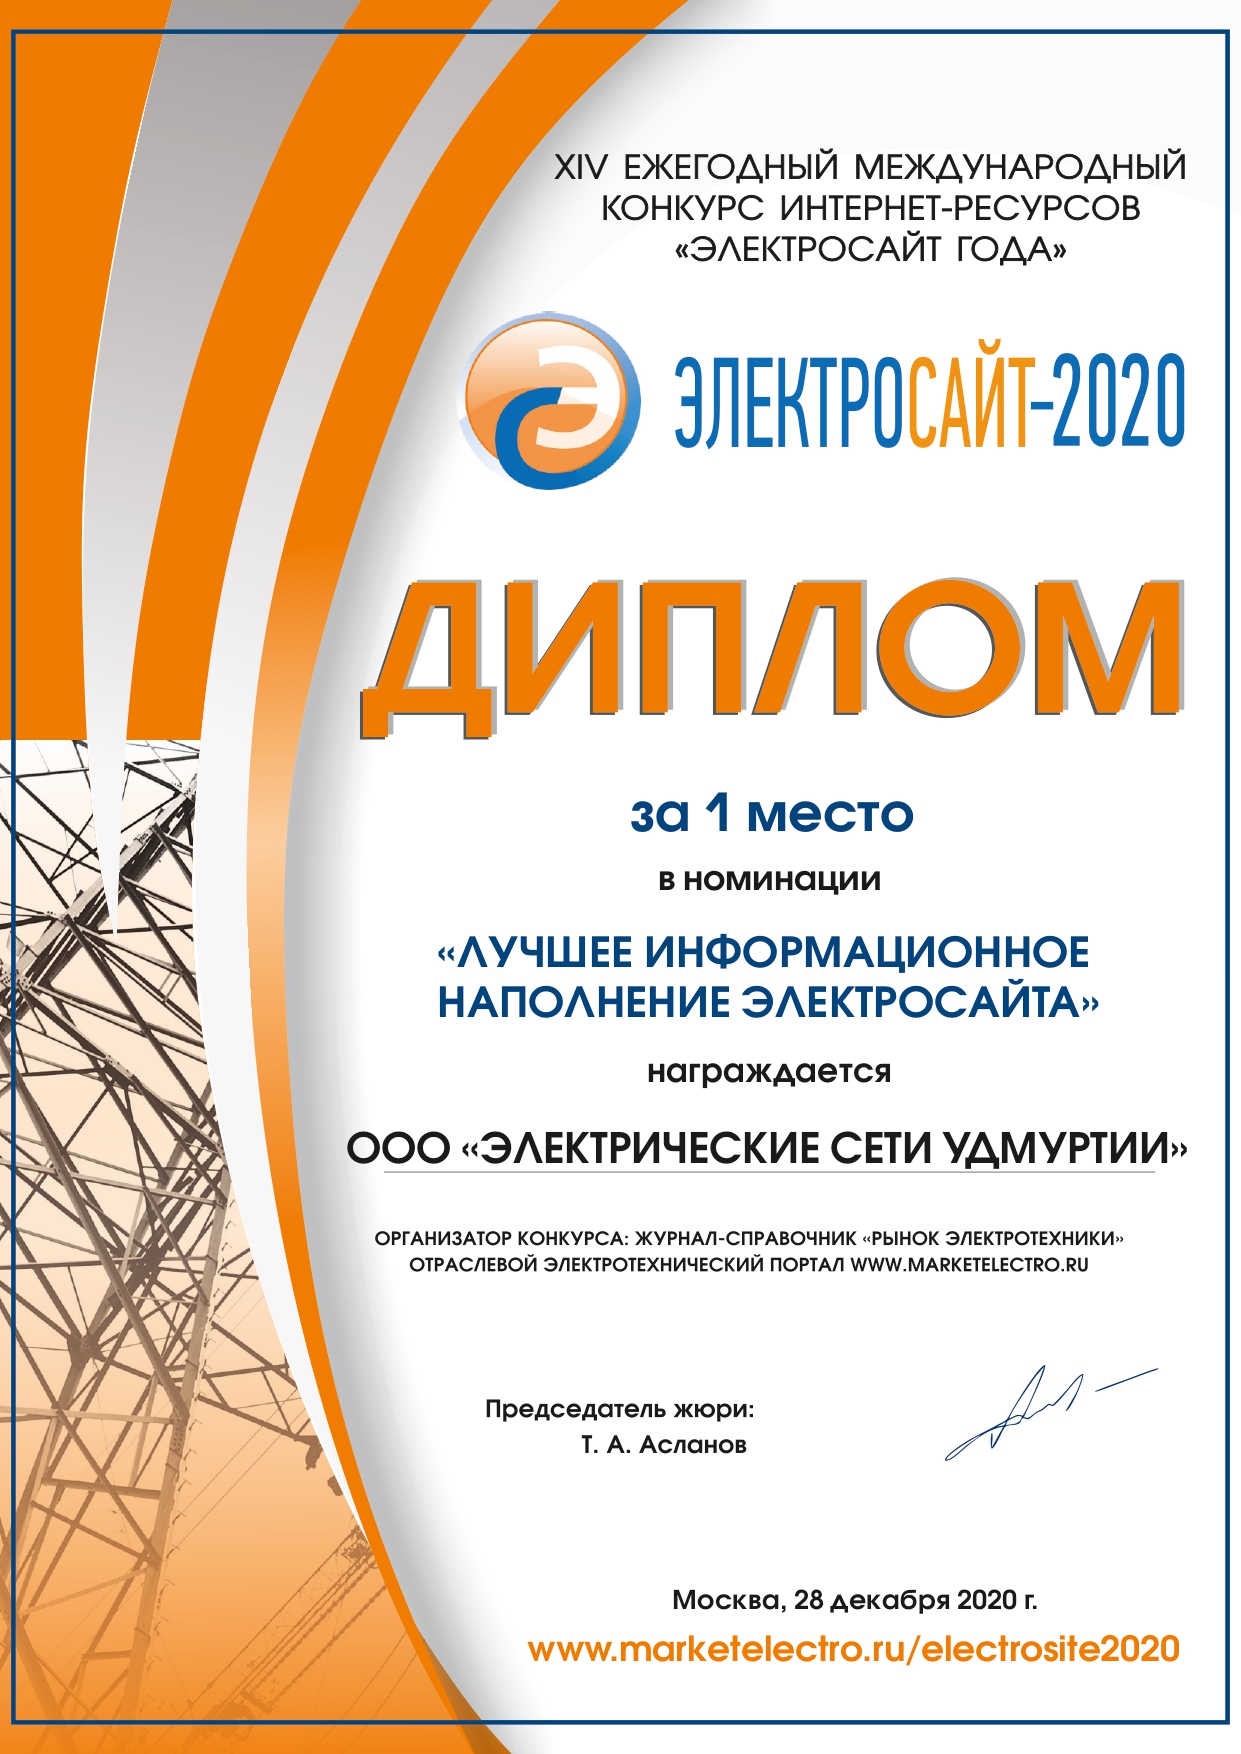 XIV ЕЖЕГОДНЫЙ МЕЖДУНАРОДНЫЙ
КОНКУРС ИНТЕРНЕТ-РЕСУРСОВ
«ЭЛЕКТРОСАЙТ ГОДА»
ЭЛЕКТРОСАЙТ-2020
ДИПЛОМ
за 1 место
в номинации
«ЛУЧШЕЕ ИНФОРМАЦИОННОЕ
НАПОЛНЕНИЕ ЭЛЕКТРОСАЙТА»
награждается
ООО «ЭЛЕКТРИЧЕСКИЕ СЕТИ УДМУРТИИ»
ОРГАНИЗАТОР КОНКУРСА: ЖУРНАЛ-СПРАВОЧНИК «РЫНОК ЭЛЕКТРОТЕХНИКИ»
ОТРАСЛЕВОЙ ЭЛЕКТРОТЕХНИЧЕСКИЙ ПОРТАЛ WWW.MARKETELECTRO.RU
Председатель жюри:
Т. А. Асланов
Москва, 28 декабря 2020 г.
www.marketelectro.ru/electrosite2020